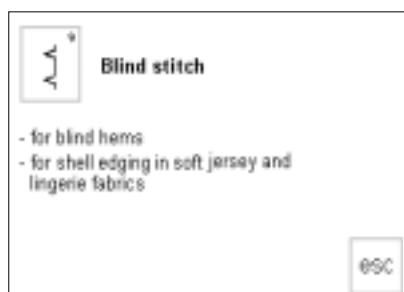 Blind stitch
- for blind hems
- for shell edging in soft jersey and
lingerie fabrics
esc